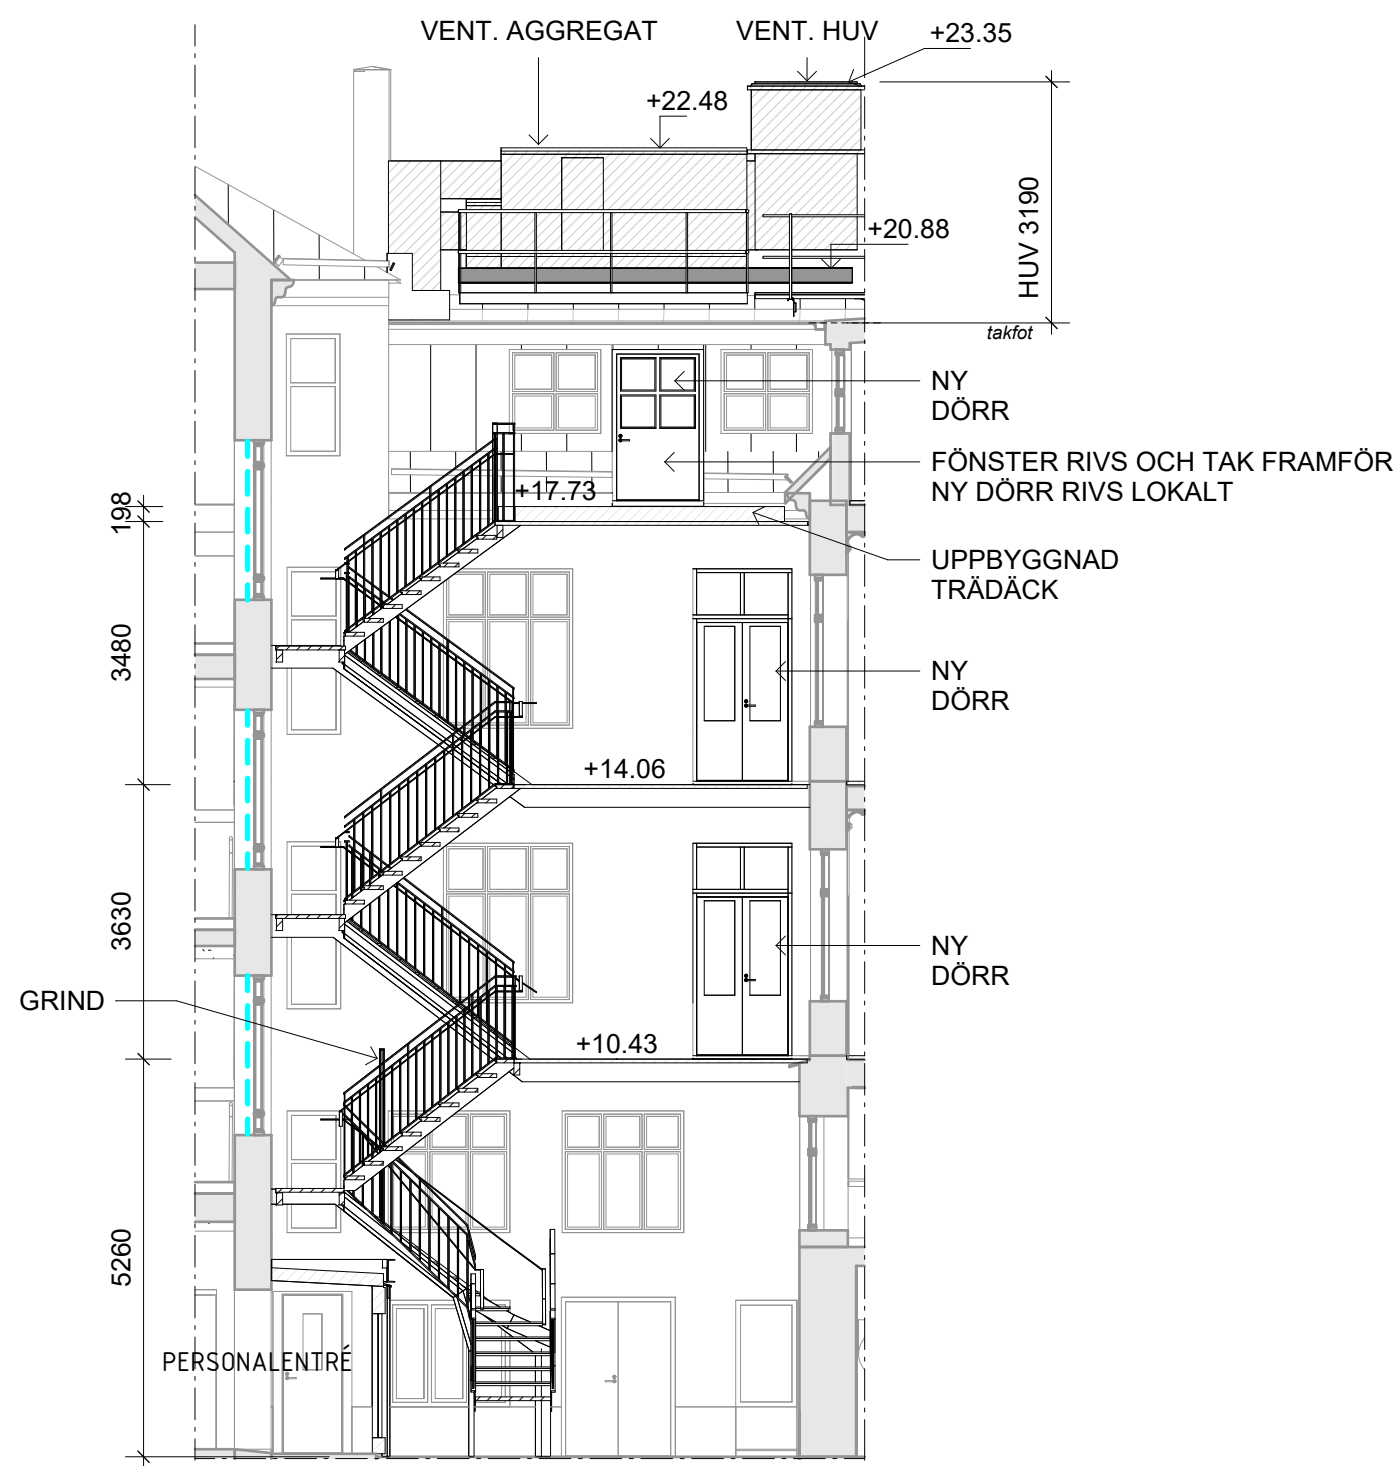 VENT. AGGREGAT
VENT. HUV
+23.35
+22.48
HUV 3190
+20.88
takfot
NY
DÖRR
FÖNSTER RIVS OCH TAK FRAMFÖR
NY DÖRR RIVS LOKALT
+17.73
198
UPPBYGGNAD
TRÄDÄCK
3480
NY
DÖRR
+14.06
3630
NY
DÖRR
GRIND
+10.43
5260
PERSONALENTRÉ